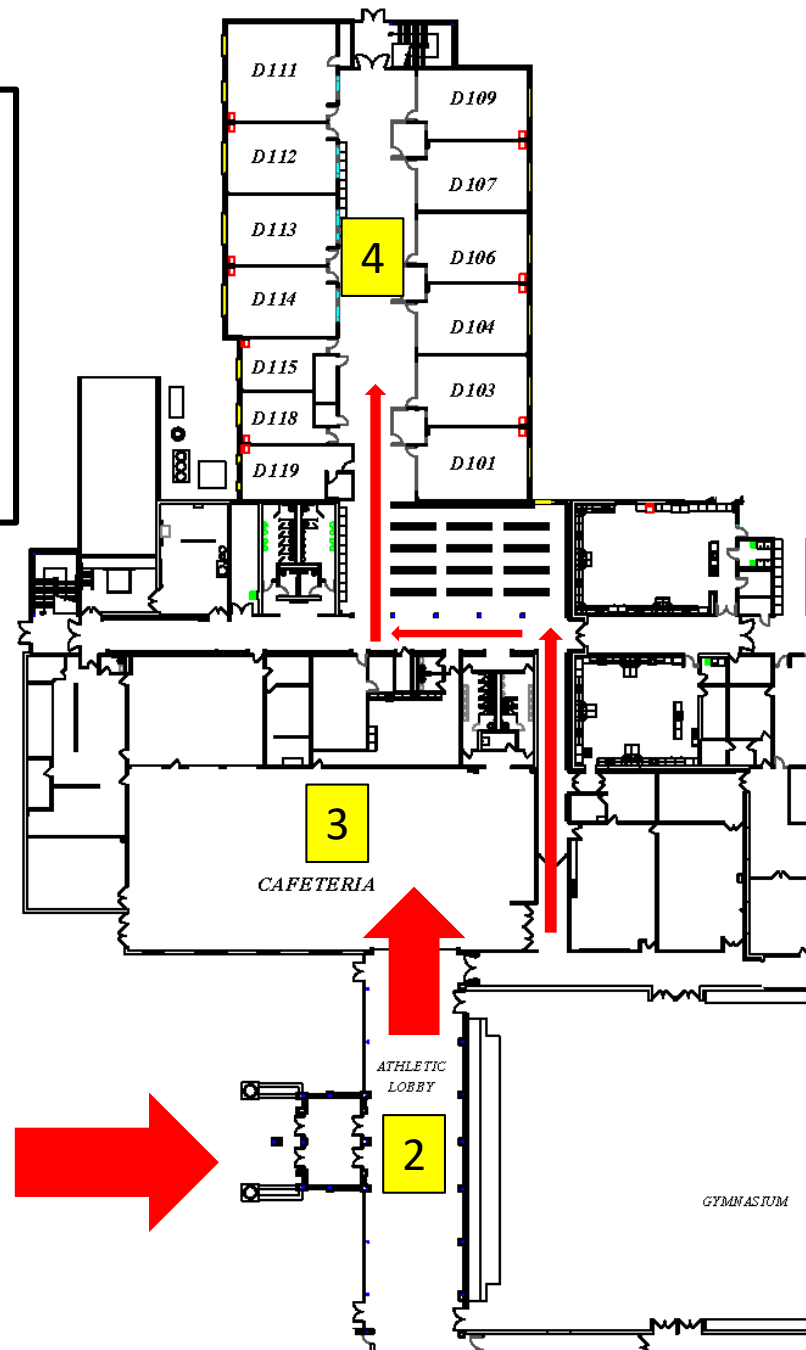 D111
D109
D112
D107
D113
4
D106
D114
D104
D115
D103
D118
D101
D119
3
CAFETERIA
ATHLETIC
LOBBY
2
GYMNASIUM